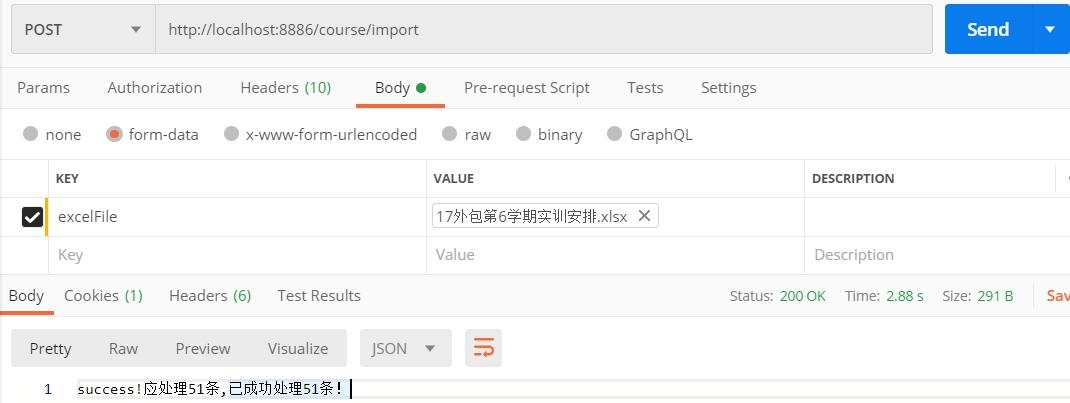 POST http://localhost:8886/course/import Send
Params Authorization Headers (10) Body Pre-request Script Tests Settings
none form-data x-www-form-urlencoded raw binary GraphQL
KEY VALUE DESCRIPTION
excelFile 17外包第6学期实训安排.xlsx
Key Value Description
Body Cookies (1) Headers (6) Test Results Status: 200 OK Time: 2.88 s Size: 291 B Sav
Pretty Raw Preview Visualize JSON
1 success!应处理51条,已成功处理51条!